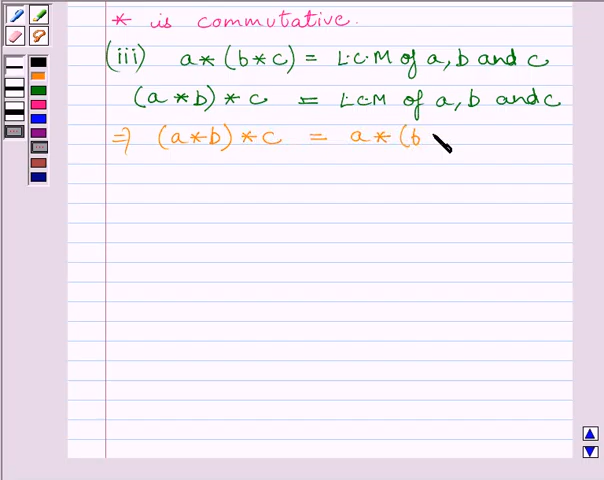 * is commutative.
(iii) a * (b * c) = L.C.M of a, b and c
(a * b) * c = L.C.M of a, b and c
⇒ (a * b) * c = a * (b